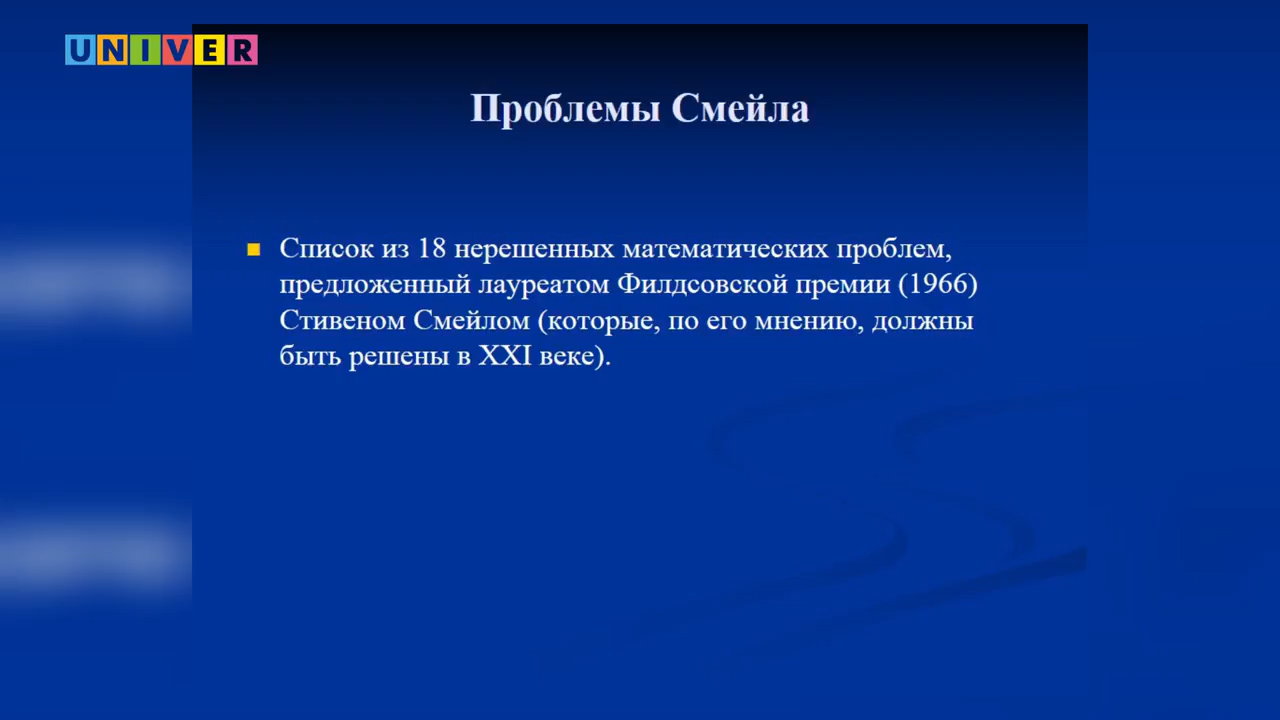 UNIVER
Проблемы Смейла
Список из 18 нерешенных математических проблем,
предложенный лауреатом Филдсовской премии (1966)
Стивеном Смейлом (которые, по его мнению, должны
быть решены в XXI веке).